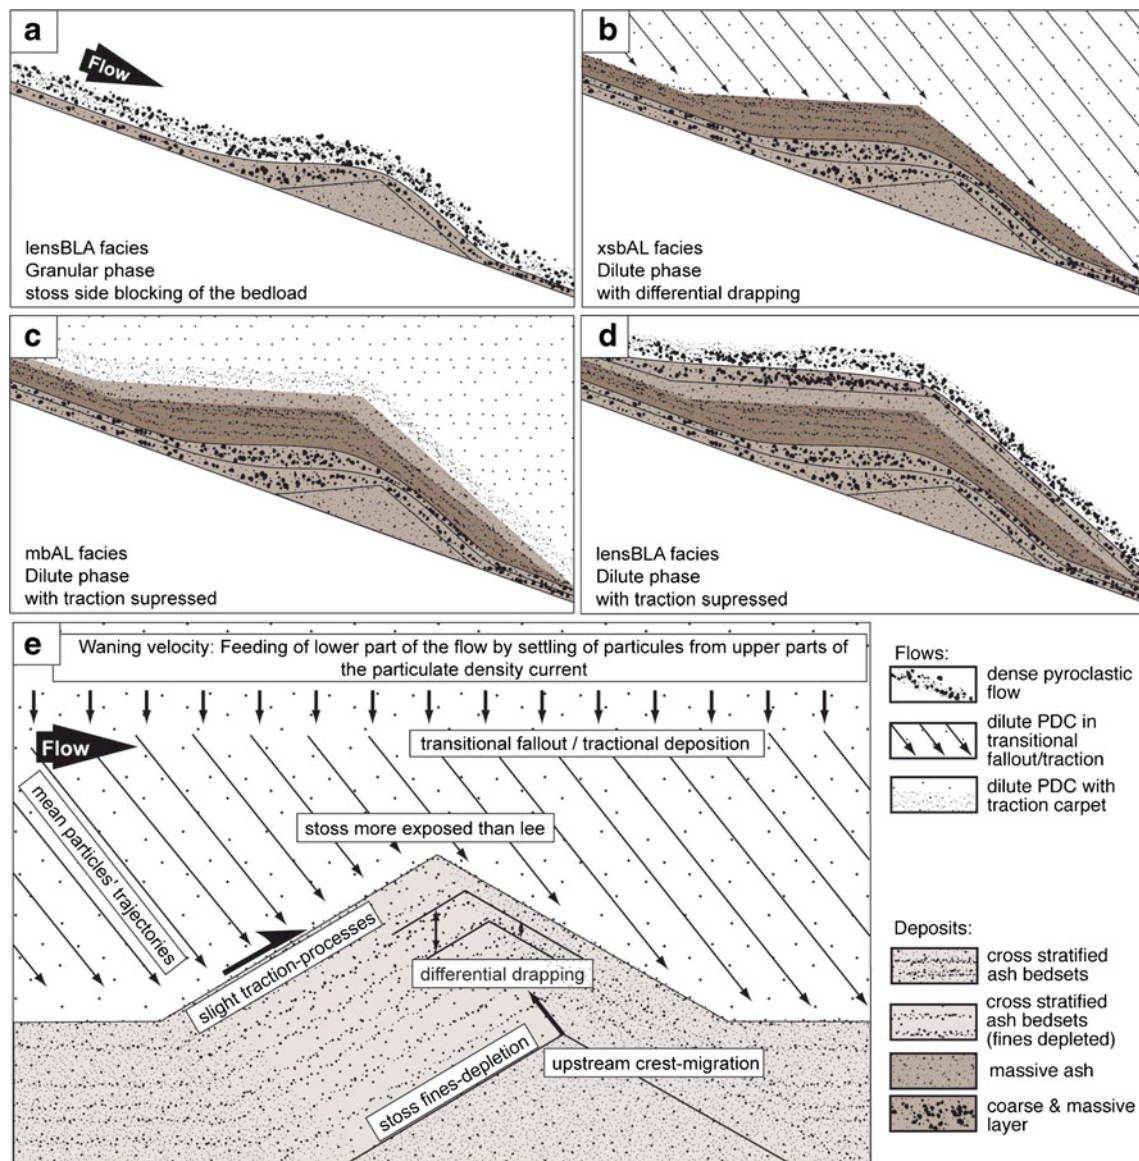 a
Flow
lensBLA facies
Granular phase
stoss side blocking of the bedload
b
xsbAL facies
Dilute phase
with differential drapping
c
mbAL facies
Dilute phase
with traction supressed
d
lensBLA facies
Dilute phase
with traction supressed
e
Waning velocity: Feeding of lower part of the flow by settling of particules from upper parts of
the particulate density current
Flow
transitional fallout / tractional deposition
mean particles' trajectories
stoss more exposed than lee
slight traction-processes
differential drapping
stoss fines-depletion
upstream crest-migration
Flows:
dense pyroclastic
flow
dilute PDC in
transitional
fallout/traction
dilute PDC with
traction carpet
Deposits:
cross stratified
ash bedsets
cross stratified
ash bedsets
(fines depleted)
massive ash
coarse & massive
layer